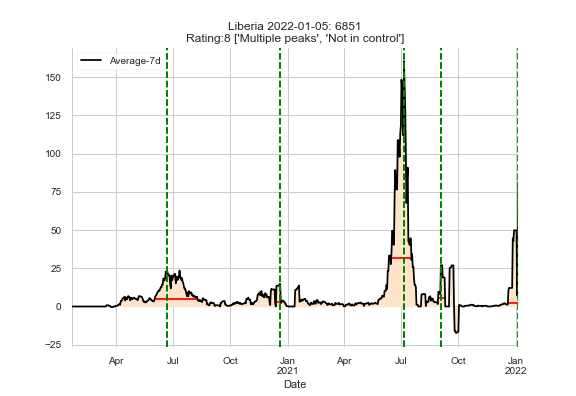 Liberia 2022-01-05: 6851
Rating:8 ['Multiple peaks', 'Not in control']
Average-7d
150
125
100
75
50
25
0
−25
Apr
Jul
Oct
Jan
2021
Apr
Jul
Oct
Jan
2022
Date